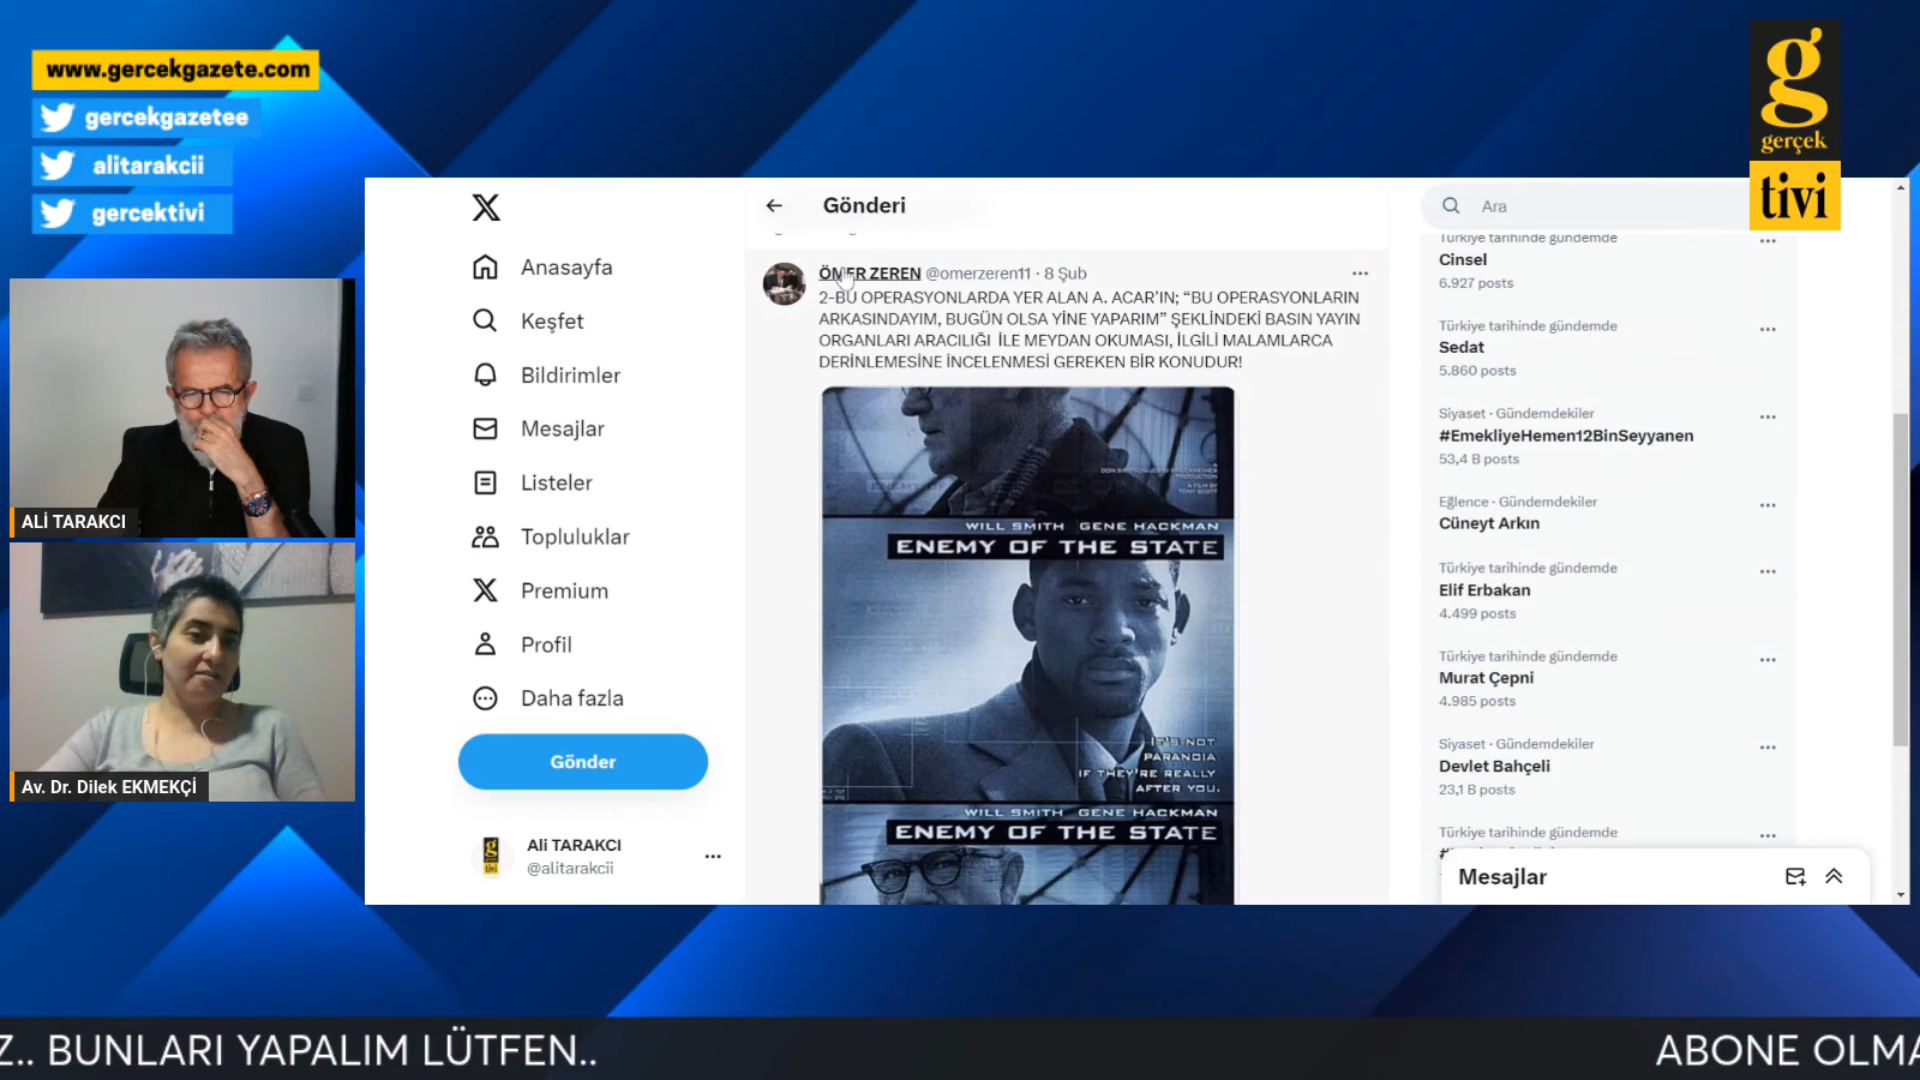 www.gercekgazete.com
gercekgazetee
alitarakcii
gercektivi
g
gerçek
tivi
ALİ TARAKCI
Av. Dr. Dilek EKMEKÇİ
Anasayfa
Keşfet
Bildirimler
Mesajlar
Listeler
Topluluklar
Premium
Profil
Daha fazla
Gönder
g
tivi
Ali TARAKCI
@alitarakcii
Gönderi
ÖMER ZEREN @omerzeren11 · 8 Şub
2-BU OPERASYONLARDA YER ALAN A. ACAR'IN; “BU OPERASYONLARIN
ARKASINDAYIM, BUGÜN OLSA YİNE YAPARIM” ŞEKLİNDEKİ BASIN YAYIN
ORGANLARI ARACILIĞI İLE MEYDAN OKUMASI, İLGİLİ MALAMLARCA
DERİNLEMESİNE İNCELENMESİ GEREKEN BİR KONUDUR!
PRODUCTION
A FILM BY
TONY SCOTT
WILL SMITH GENE HACKMAN
ENEMY OF THE STATE
IT'S NOT
PARANOIA
IF THEY'RE REALLY
AFTER YOU.
WILL SMITH GENE HACKMAN
ENEMY OF THE STATE
Ara
Türkiye tarihinde gündemde
Cinsel
6.927 posts
Türkiye tarihinde gündemde
Sedat
5.860 posts
Siyaset · Gündemdekiler
#EmekliyeHemen12BinSeyyanen
53,4 B posts
Eğlence · Gündemdekiler
Cüneyt Arkın
Türkiye tarihinde gündemde
Elif Erbakan
4.499 posts
Türkiye tarihinde gündemde
Murat Çepni
4.985 posts
Siyaset · Gündemdekiler
Devlet Bahçeli
23,1 B posts
Türkiye tarihinde gündemde
Mesajlar
Z.. BUNLARI YAPALIM LÜTFEN..
ABONE OLMA